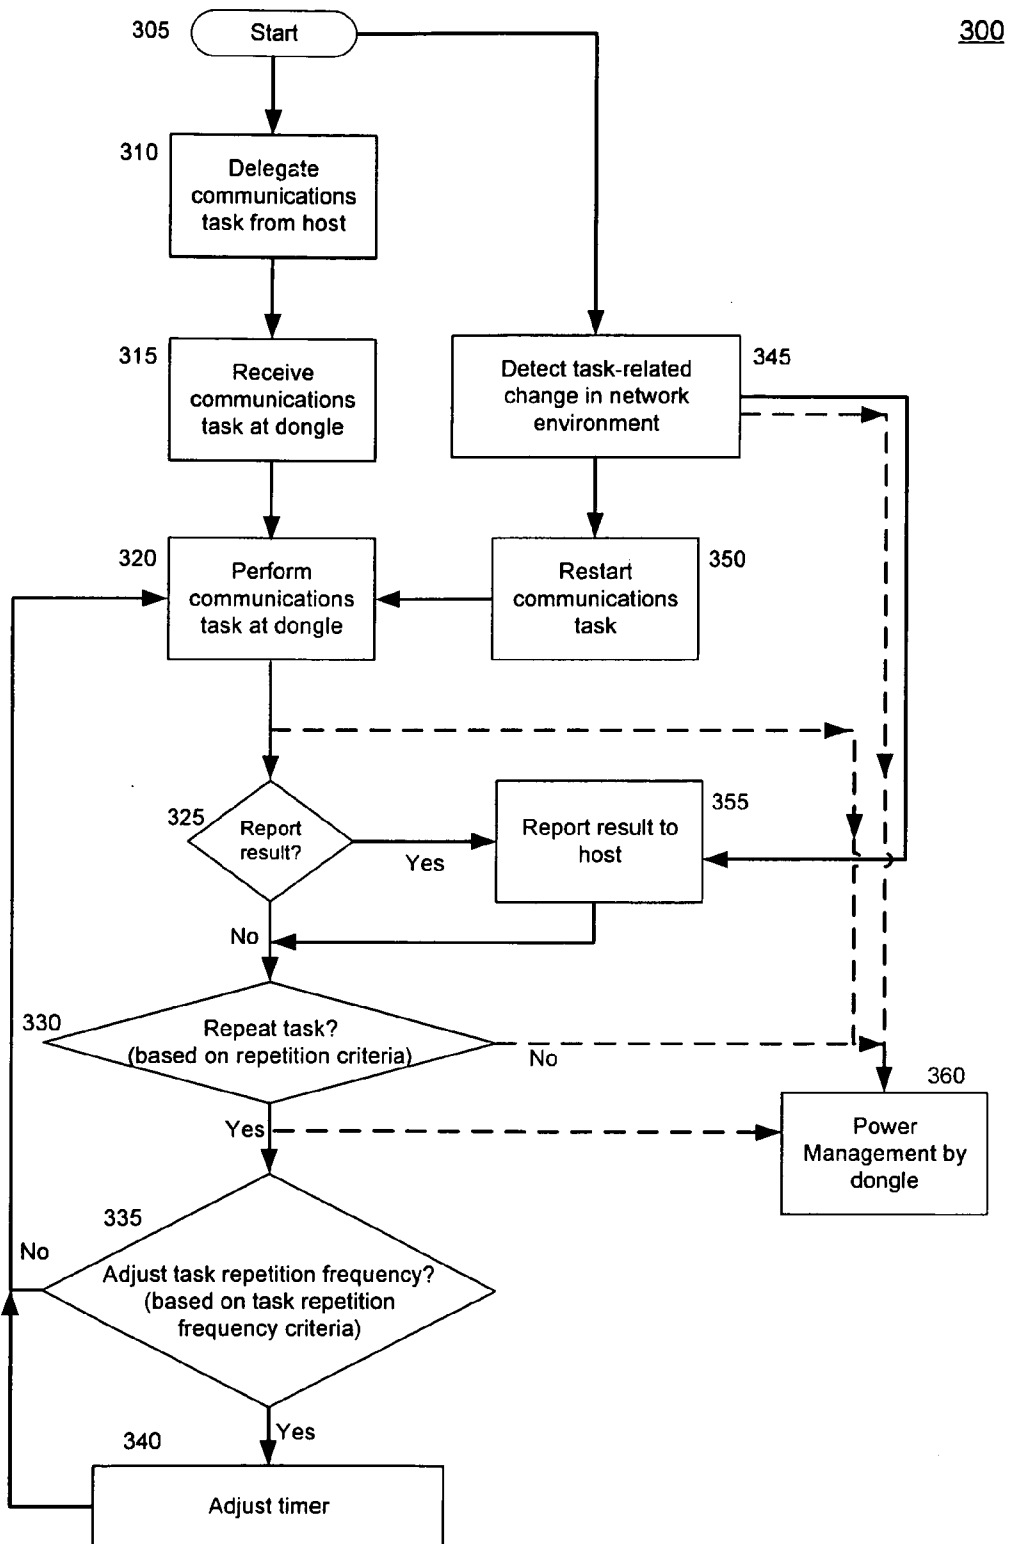 300
305
Start
310
Delegate
communications
task from host
315
Receive
communications
task at dongle
345
Detect task-related
change in network
environment
320
Perform
communications
task at dongle
350
Restart
communications
task
325
Report
result?
Yes
355
Report result to
host
No
330
Repeat task?
(based on repetition criteria)
No
360
Power
Management by
dongle
Yes
335
No
Adjust task repetition frequency?
(based on task repetition
frequency criteria)
Yes
340
Adjust timer